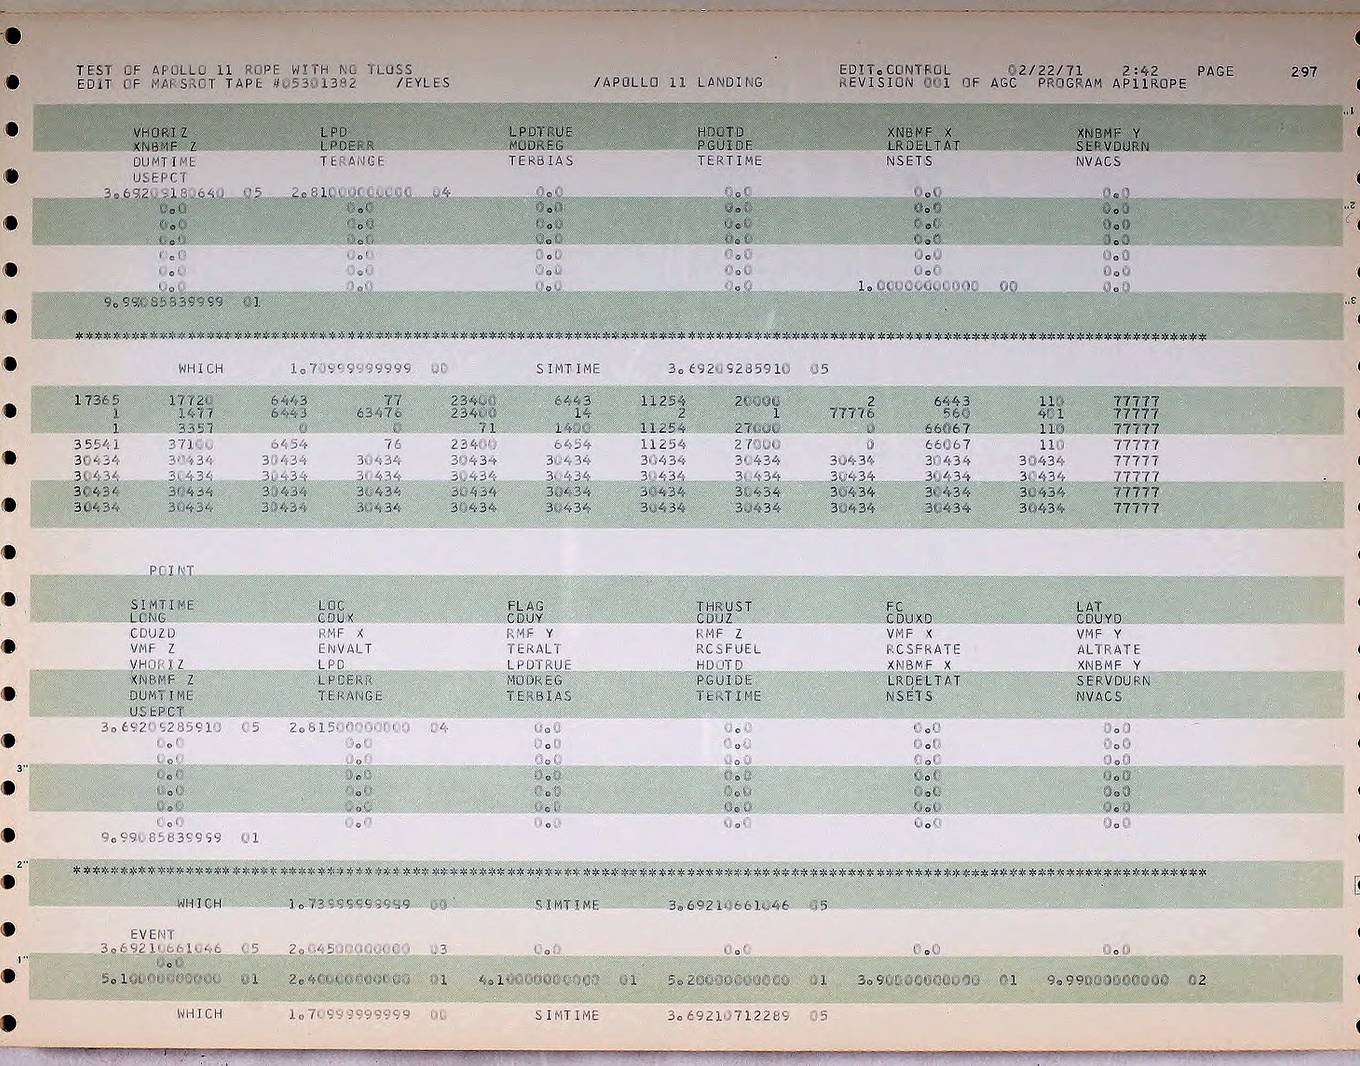 TEST OF APOLLO 11 ROPE WITH NO TLOSS EDIT.CONTROL 02/22/71 2:42 PAGE 297
EDIT OF MARSROT TAPE #05301382 /EYLES /APOLLO 11 LANDING REVISION 001 OF AGC PROGRAM AP11ROPE
VHORIZ LPD LPDTRUE HDOTD XNBMF X XNBMF Y
XNBMF Z LPDERR MODREG PGUIDE LRDELTAT SERVDURN
DUMTIME TERANGE TERBIAS TERTIME NSETS NVACS
USEPCT
3.69209180640 05 2.81000000000 04 0.0 0.0 0.0 0.0
0.0 0.0 0.0 0.0 0.0 0.0
0.0 0.0 0.0 0.0 0.0 0.0
0.0 0.0 0.0 0.0 0.0 0.0
0.0 0.0 0.0 0.0 0.0 0.0
0.0 0.0 0.0 0.0 0.0 0.0
0.0 0.0 0.0 0.0 1.00000000000 00 0.0
9.99085839999 01
************************************************************************************************************************
WHICH 1.70999999999 00 SIMTIME 3.69209285910 05
17365 17720 6443 77 23400 6443 11254 20000 2 6443 110 77777
1 1477 6443 63476 23400 14 2 1 77776 560 401 77777
1 3357 0 0 71 1400 11254 27000 0 66067 110 77777
35541 37100 6454 76 23400 6454 11254 27000 0 66067 110 77777
30434 30434 30434 30434 30434 30434 30434 30434 30434 30434 30434 77777
30434 30434 30434 30434 30434 30434 30434 30434 30434 30434 30434 77777
30434 30434 30434 30434 30434 30434 30434 30434 30434 30434 30434 77777
30434 30434 30434 30434 30434 30434 30434 30434 30434 30434 30434 77777
POINT
SIMTIME LOC FLAG THRUST FC LAT
LONG CDUX CDUY CDUZ CDUXD CDUYD
CDUZD RMF X RMF Y RMF Z VMF X VMF Y
VMF Z ENVALT TERALT RCSFUEL RCSFRATE ALTRATE
VHORIZ LPD LPDTRUE HDOTD XNBMF X XNBMF Y
XNBMF Z LPDERR MODREG PGUIDE LRDELTAT SERVDURN
DUMTIME TERANGE TERBIAS TERTIME NSETS NVACS
USEPCT
3.69209285910 05 2.81500000000 04 0.0 0.0 0.0 0.0
0.0 0.0 0.0 0.0 0.0 0.0
0.0 0.0 0.0 0.0 0.0 0.0
0.0 0.0 0.0 0.0 0.0 0.0
0.0 0.0 0.0 0.0 0.0 0.0
0.0 0.0 0.0 0.0 0.0 0.0
0.0 0.0 0.0 0.0 0.0 0.0
9.99085839999 01
************************************************************************************************************************
WHICH 1.73999999999 00 SIMTIME 3.69210661046 05
EVENT
3.69210661046 05 2.04500000000 03 0.0 0.0 0.0 0.0
0.0
5.10000000000 01 2.40000000000 01 4.10000000000 01 5.20000000000 01 3.90000000000 01 9.99000000000 02
WHICH 1.70999999999 00 SIMTIME 3.69210712289 05
1"
2"
3"
3"
2"
1"